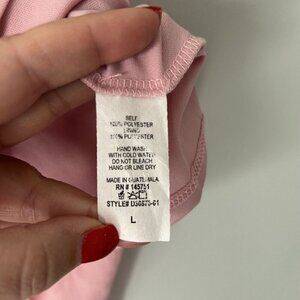 SELF
100% POLYESTER
LINING
100% POLYESTER
HAND WASH
WITH COLD WATER
DO NOT BLEACH
HANG OR LINE DRY
MADE IN GUATEMALA
RN # 145751
STYLE#
L